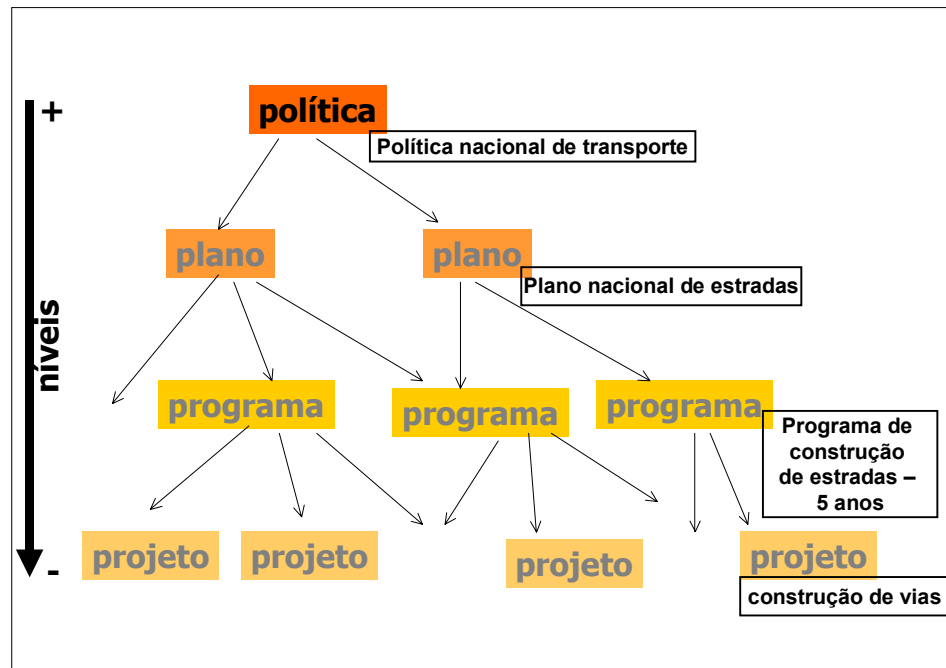 +
política
Política nacional de transporte
plano
plano
Plano nacional de estradas
níveis
programa
programa
programa
Programa de
construção
de estradas –
5 anos
projeto
projeto
projeto
projeto
-
construção de vias